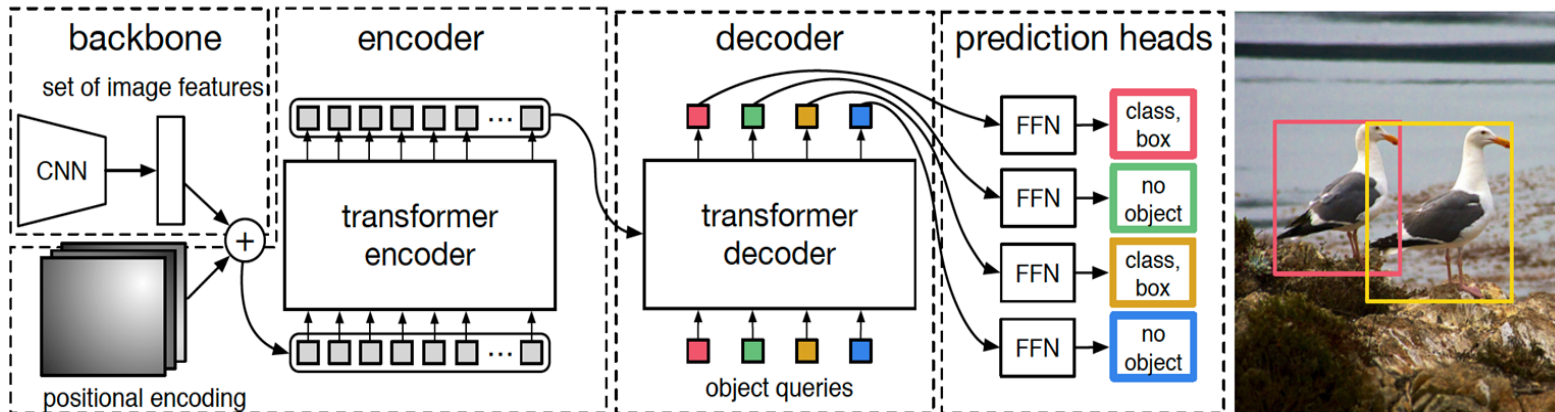 backbone
set of image features
CNN
+
positional encoding
encoder
...
transformer
encoder
...
decoder
transformer
decoder
object queries
prediction heads
FFN
class,
box
FFN
no
object
FFN
class,
box
FFN
no
object